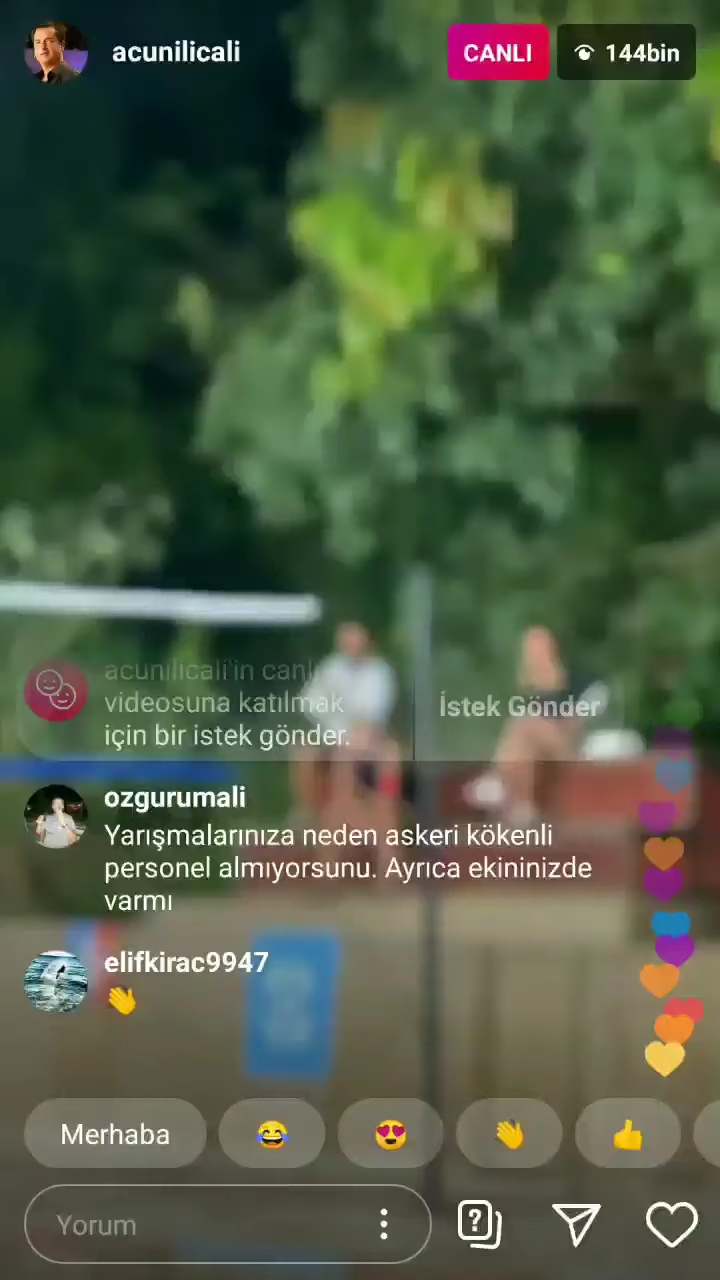 acunilicali
CANLI
144bin
acunilicali'in canlı
videosuna katılmak
için bir istek gönder.
İstek Gönder
ozgurumali
Yarışmalarınıza neden askeri kökenli
personel almıyorsunu. Ayrıca ekininizde
varmı
elifkirac9947
👏
Merhaba 😂 😍 👏 👍
Yorum